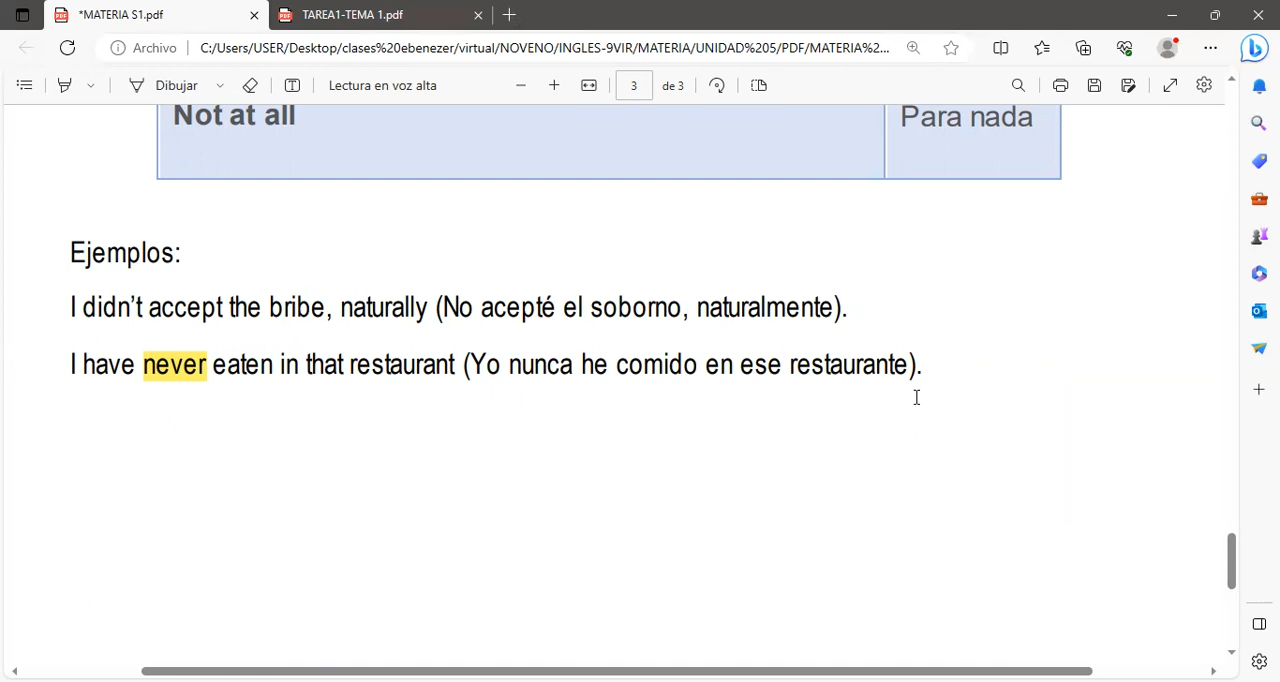 *MATERIA S1.pdf
TAREA1-TEMA 1.pdf
Archivo
C:/Users/USER/Desktop/clases%20ebenezer/virtual/NOVENO/INGLES-9VIR/MATERIA/UNIDAD%205/PDF/MATERIA%2...
Dibujar
Lectura en voz alta
3
de 3
Not at all
Para nada
Ejemplos:
I didn’t accept the bribe, naturally (No acepté el soborno, naturalmente).
I have never eaten in that restaurant (Yo nunca he comido en ese restaurante).